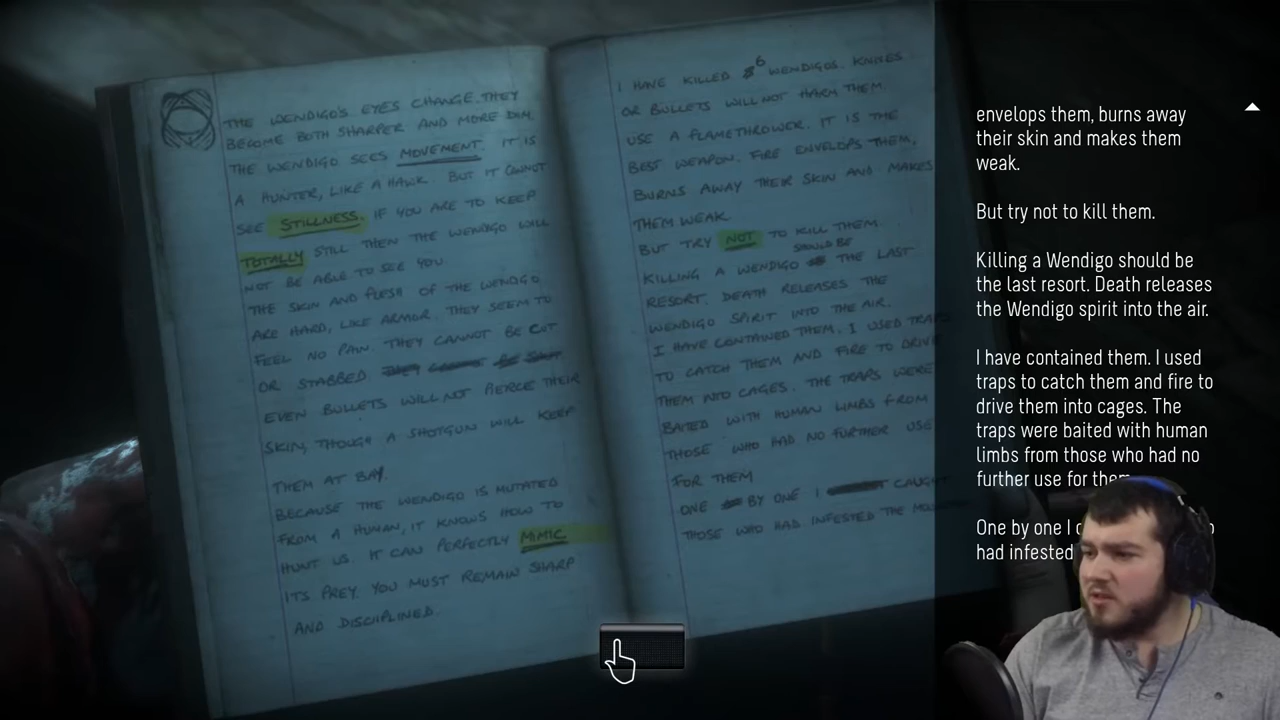 THE WENDIGO'S EYES CHANGE. THEY
BECOME BOTH SHARPER AND MORE DIM.
THE WENDIGO SEES MOVEMENT. IT IS
A HUNTER, LIKE A HAWK. BUT IT CANNOT
SEE STILLNESS. IF YOU ARE TO KEEP
TOTALLY STILL THEN THE WENDIGO WILL
NOT BE ABLE TO SEE YOU.
THE SKIN AND FLESH OF THE WENDIGO
ARE HARD, LIKE ARMOR. THEY SEEM TO
FEEL NO PAIN. THEY CANNOT BE CUT
OR STABBED. THEY CANNOT BE SHOT
EVEN BULLETS WILL NOT PIERCE THEIR
SKIN, THOUGH A SHOTGUN WILL KEEP
THEM AT BAY.
BECAUSE THE WENDIGO IS MUTATED
FROM A HUMAN, IT KNOWS HOW TO
HUNT US. IT CAN PERFECTLY MIMIC
ITS PREY. YOU MUST REMAIN SHARP
AND DISCIPLINED.
I HAVE KILLED 6 WENDIGOS. KNIVES
OR BULLETS WILL NOT HARM THEM.
USE A FLAMETHROWER. IT IS THE
BEST WEAPON. FIRE ENVELOPS THEM,
BURNS AWAY THEIR SKIN AND MAKES
THEM WEAK
BUT TRY NOT TO KILL THEM.
KILLING A WENDIGO SHOULD BE THE LAST
RESORT. DEATH RELEASES THE
WENDIGO SPIRIT INTO THE AIR.
I HAVE CONTAINED THEM. I USED TRAPS
TO CATCH THEM AND FIRE TO DRIVE
THEM INTO CAGES. THE TRAPS WERE
BAITED WITH HUMAN LIMBS FROM
THOSE WHO HAD NO FURTHER USE
FOR THEM
ONE BY ONE I CAUGHT
THOSE WHO HAD INFESTED THE
envelops them, burns away
their skin and makes them
weak.
But try not to kill them.
Killing a Wendigo should be
the last resort. Death releases
the Wendigo spirit into the air.
I have contained them. I used
traps to catch them and fire to
drive them into cages. The
traps were baited with human
limbs from those who had no
further use for them
One by one I
had infested